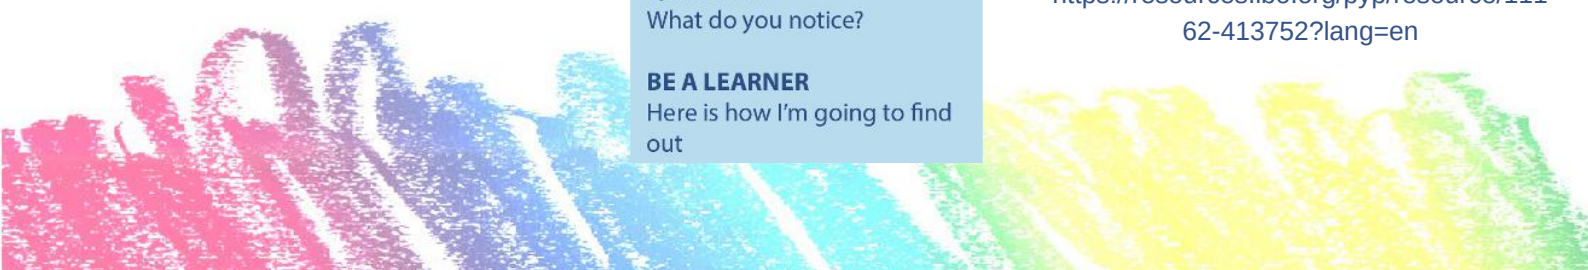 What do you notice?
BE A LEARNER
Here is how I'm going to find
out
62-413752?lang=en